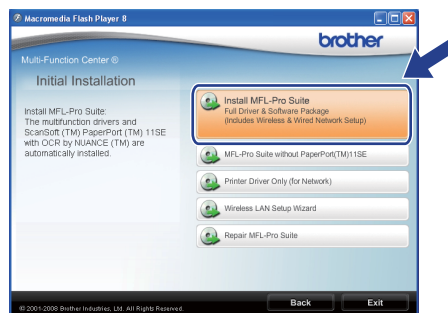 Macromedia Flash Player 8
brother
Multi-Function Center ®
Initial Installation
Install MFL-Pro Suite:
The multifunction drivers and
ScanSoft (TM) PaperPort (TM) 11SE
with OCR by NUANCE (TM) are
automatically installed.
Install MFL-Pro Suite
Full Driver & Software Package
(Includes Wireless & Wired Network Setup)
MFL-Pro Suite without PaperPort(TM)11SE
Printer Driver Only (for Network)
Wireless LAN Setup Wizard
Repair MFL-Pro Suite
© 2001-2008 Brother Industries, Ltd. All Rights Reserved.
Back
Exit